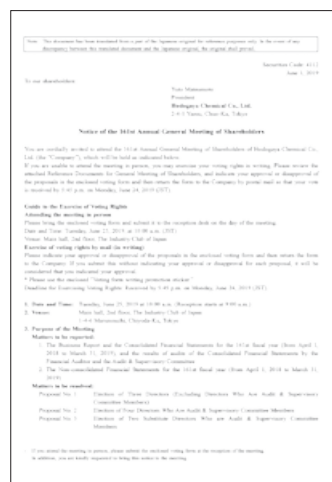 Note: This document has been translated from a part of the Japanese original for reference purposes only. In the event of any
discrepancy between this translated document and the Japanese original, the original shall prevail.
Securities Code: 4112
June 3, 2019
To our shareholders:
President
Hodogaya Chemical Co., Ltd.
Tokyo
Notice of the 161st Annual General Meeting of Shareholders
You are cordially invited to attend the 161st Annual General Meeting of Shareholders of Hodogaya Chemical Co.,
Ltd. (the "Company"), which will be held as indicated below.
If you are unable to attend the meeting in person, you may exercise your voting rights in writing. Please review the
attached Reference Documents for General Meeting of Shareholders, and indicate your approval or disapproval of
the proposals in the enclosed voting form and then return the form to the Company by postal mail so that your vote
is received by 5:40 p.m. on Monday, June 24, 2019 (JST).
Guide to the Exercise of Voting Rights
Attending the meeting in person
Please bring the enclosed voting form and submit it to the reception desk on the day of the meeting.
Date and Time: Tuesday, June 25, 2019 at 10:00 a.m. (JST)
Venue: Main hall, 2nd floor, The Industry Club of Japan
Exercise of voting rights by mail (in writing)
Please indicate your approval or disapproval of the proposals in the enclosed voting form and then return the form
to the Company. If you submit this without indicating your approval or disapproval for each proposal, it will be
considered that you indicated your approval.
* Please use the enclosed "Voting form writing protection sticker."
Deadline for Exercising Voting Rights: Received by 5:40 p.m. on Monday, June 24, 2019 (JST)
1. Date and Time: Tuesday, June 25, 2019 at 10:00 a.m. (Reception starts at 9:00 a.m.)
2. Venue: Main hall, 2nd floor, The Industry Club of Japan
1-4-6 Marunouchi, Chiyoda-ku, Tokyo
3. Purpose of the Meeting
Matters to be reported:
1. The Business Report and the Consolidated Financial Statements for the 161st fiscal year (from April 1,
2018 to March 31, 2019), and the results of audits of the Consolidated Financial Statements by the
Financial Auditor and the Audit & Supervisory Committee
2. The Non-consolidated Financial Statements for the 161st fiscal year (from April 1, 2018 to March 31,
2019)
Matters to be resolved:
Proposal No. 1 Election of Three Directors (Excluding Directors Who Are Audit & Supervisory
Committee Members)
Proposal No. 2 Election of Four Directors Who Are Audit & Supervisory Committee Members
Proposal No. 3 Election of Two Substitute Directors Who are Audit & Supervisory Committee
Members
If you attend the meeting in person, please submit the enclosed voting form at the reception of the meeting.
In addition, you are kindly requested to bring this notice to the meeting.